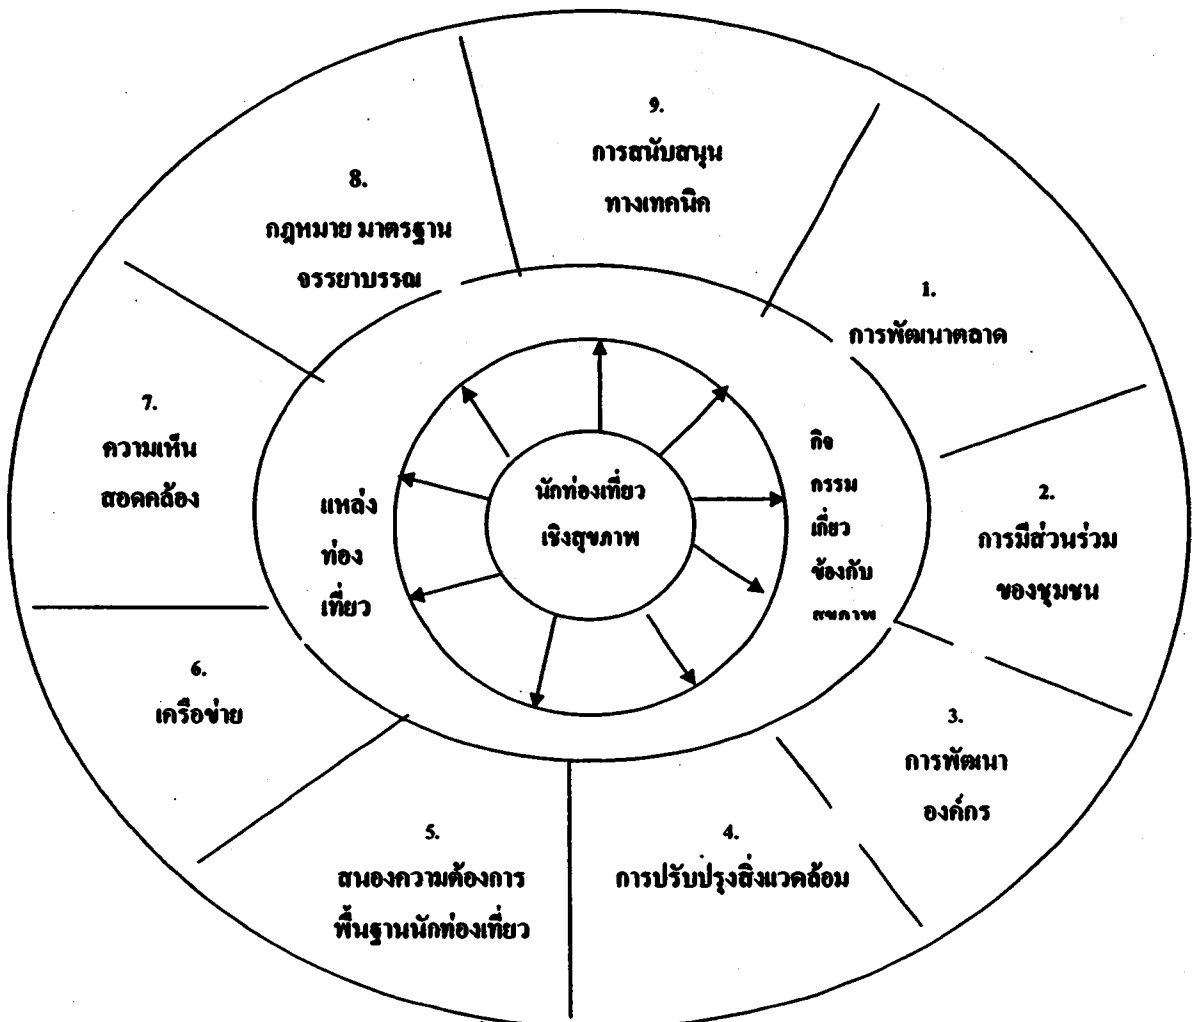 9.
การสนับสนุน
ทางเทคนิค
8.
กฎหมาย มาตรฐาน
จรรยาบรรณ
1.
การพัฒนาตลาด
7.
ความเห็น
สอดคล้อง
แหล่ง
ท่อง
เที่ยว
นักท่องเที่ยว
เชิงสุขภาพ
กิจ
กรรม
เกี่ยว
ข้องกับ
สุขภาพ
2.
การมีส่วนร่วม
ของชุมชน
6.
เครือข่าย
3.
การพัฒนา
องค์กร
5.
สนองความต้องการ
พื้นฐานนักท่องเที่ยว
4.
การปรับปรุงสิ่งแวดล้อม